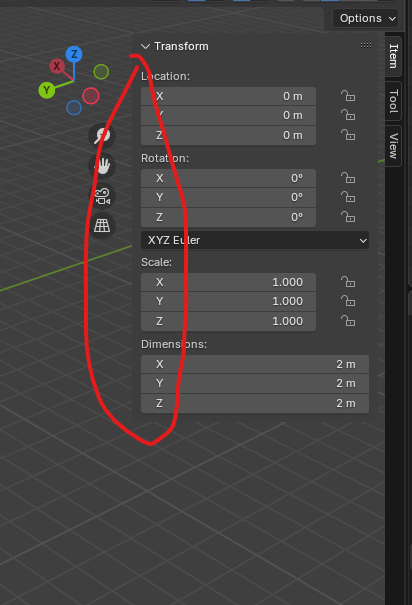 Options
Transform
Z
X
Y
Location:
X 0 m
Y 0 m
Z 0 m
Rotation:
X 0°
Y 0°
Z 0°
XYZ Euler
Scale:
X 1.000
Y 1.000
Z 1.000
Dimensions:
X 2 m
Y 2 m
Z 2 m
Item
Tool
View